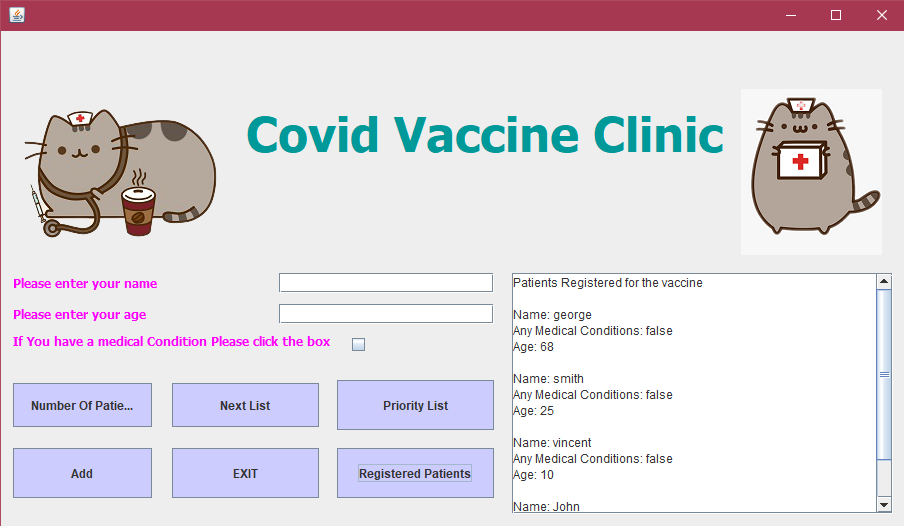 Covid Vaccine Clinic
Please enter your name
Please enter your age
If You have a medical Condition Please click the box
Number Of Patie...
Next List
Priority List
Add
EXIT
Registered Patients
Patients Registered for the vaccine
Name: george
Any Medical Conditions: false
Age: 68
Name: smith
Any Medical Conditions: false
Age: 25
Name: vincent
Any Medical Conditions: false
Age: 10
Name: John